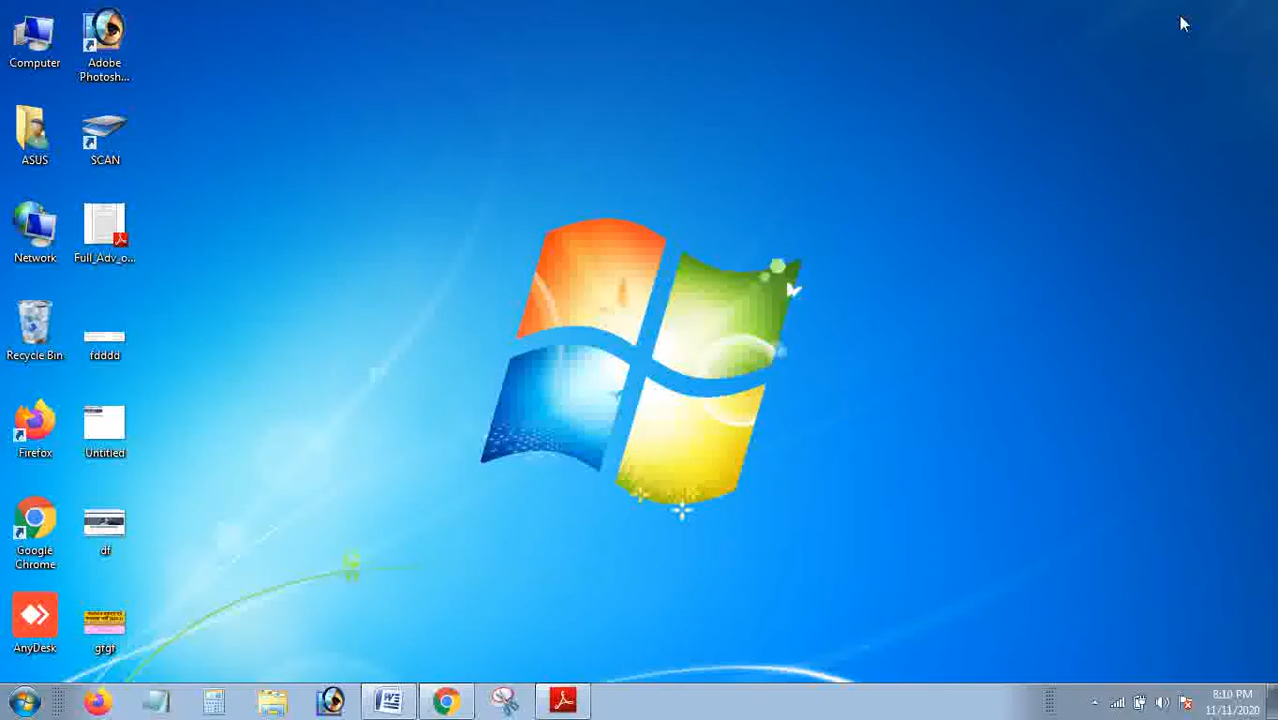 Computer
Adobe
Photosh...
ASUS
SCAN
Network
Full_Adv_o...
Recycle Bin
fdddd
Firefox
Untitled
Google
Chrome
df
AnyDesk
gfgf
8:10 PM
11/11/2020